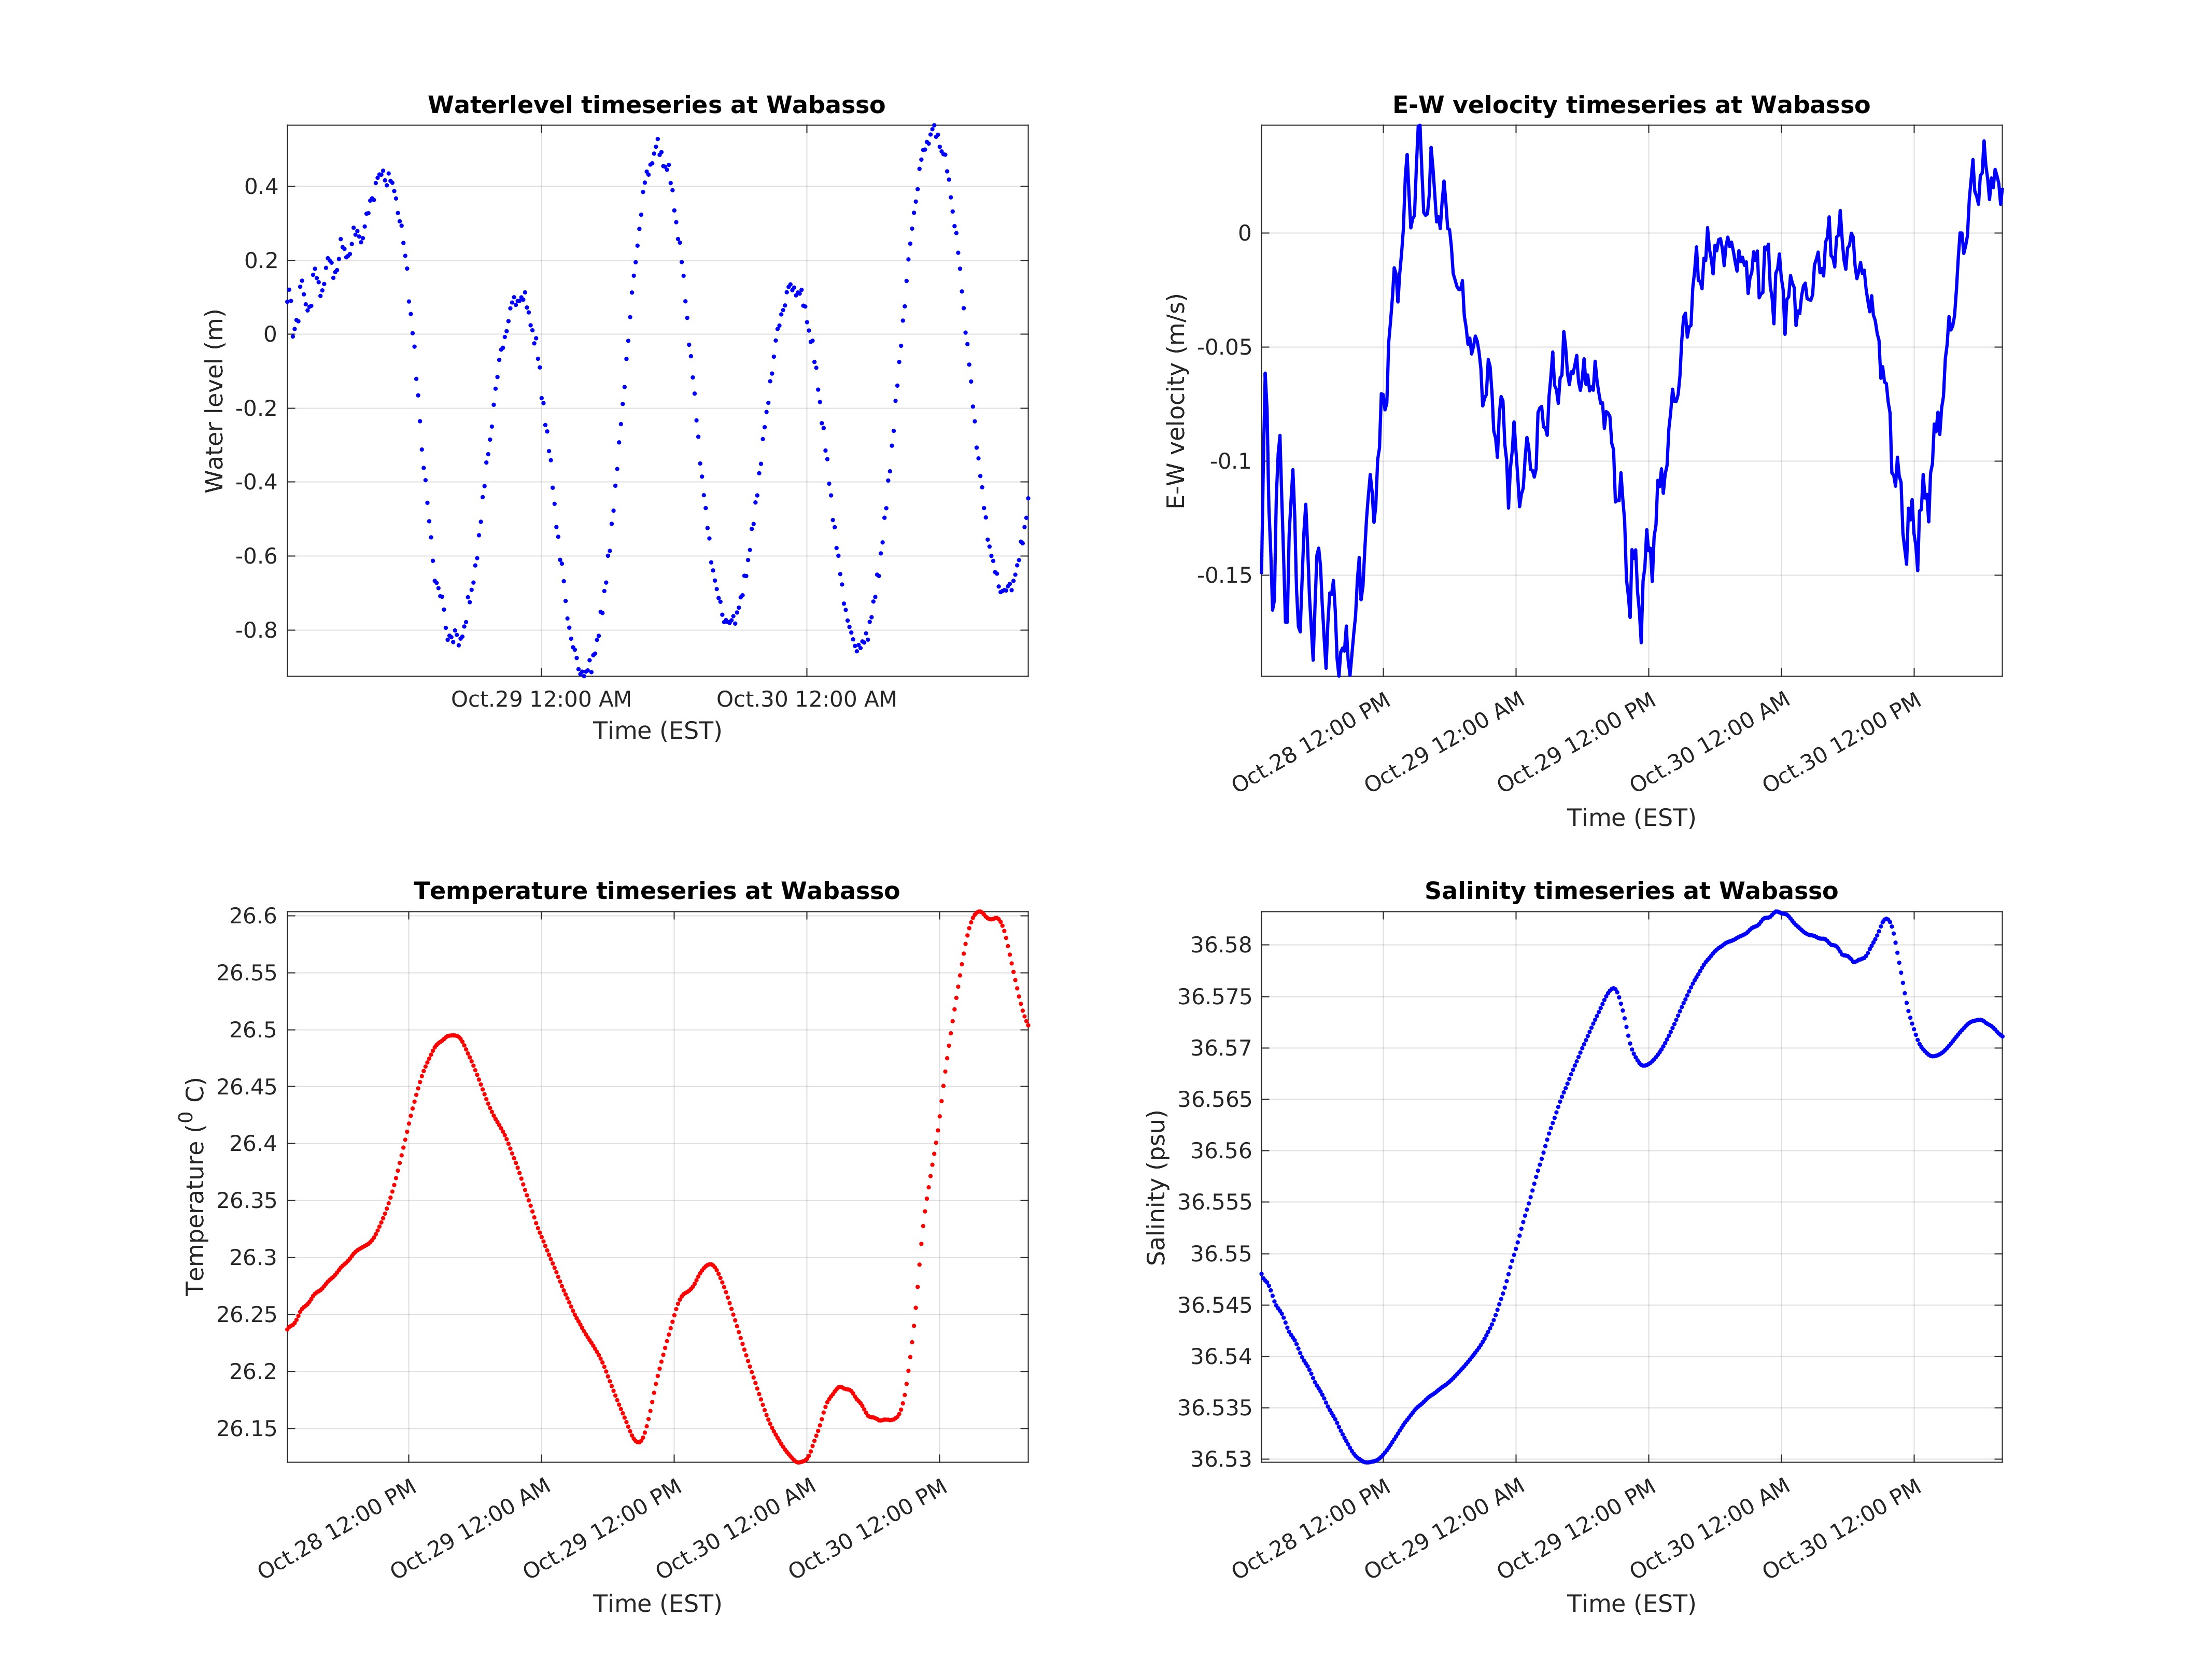 Waterlevel timeseries at Wabasso
0.4
0.2
0
-0.2
-0.4
-0.6
-0.8
Water level (m)
Oct.29 12:00 AM
Oct.30 12:00 AM
Time (EST)
E-W velocity timeseries at Wabasso
0
-0.05
-0.1
-0.15
E-W velocity (m/s)
Oct.28 12:00 PM
Oct.29 12:00 AM
Oct.29 12:00 PM
Oct.30 12:00 AM
Oct.30 12:00 PM
Time (EST)
Temperature timeseries at Wabasso
26.6
26.55
26.5
26.45
26.4
26.35
26.3
26.25
26.2
26.15
Temperature (⁰ C)
Oct.28 12:00 PM
Oct.29 12:00 AM
Oct.29 12:00 PM
Oct.30 12:00 AM
Oct.30 12:00 PM
Time (EST)
Salinity timeseries at Wabasso
36.58
36.575
36.57
36.565
36.56
36.555
36.55
36.545
36.54
36.535
36.53
Salinity (psu)
Oct.28 12:00 PM
Oct.29 12:00 AM
Oct.29 12:00 PM
Oct.30 12:00 AM
Oct.30 12:00 PM
Time (EST)